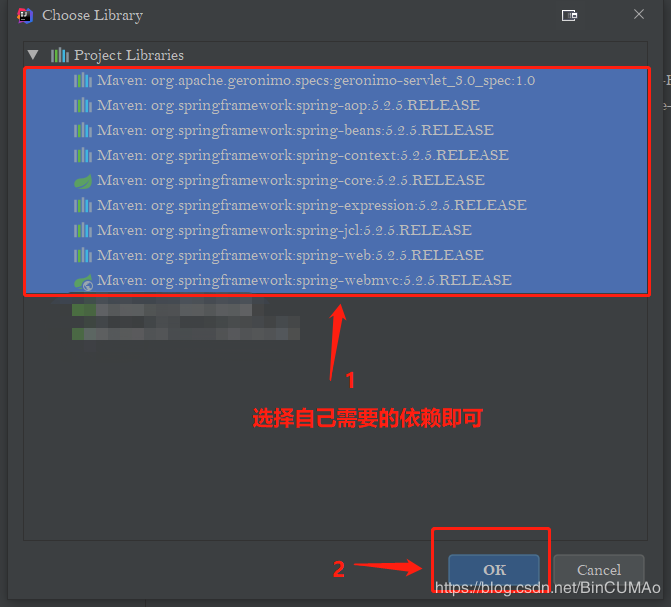 Choose Library
Project Libraries
Maven: org.apache.geronimo.specs:geronimo-servlet_3.0_spec:1.0
Maven: org.springframework:spring-aop:5.2.5.RELEASE
Maven: org.springframework:spring-beans:5.2.5.RELEASE
Maven: org.springframework:spring-context:5.2.5.RELEASE
Maven: org.springframework:spring-core:5.2.5.RELEASE
Maven: org.springframework:spring-expression:5.2.5.RELEASE
Maven: org.springframework:spring-jcl:5.2.5.RELEASE
Maven: org.springframework:spring-web:5.2.5.RELEASE
Maven: org.springframework:spring-webmvc:5.2.5.RELEASE
1
选择自己需要的依赖即可
2
OK
Cancel
https://blog.csdn.net/BinCUMAo